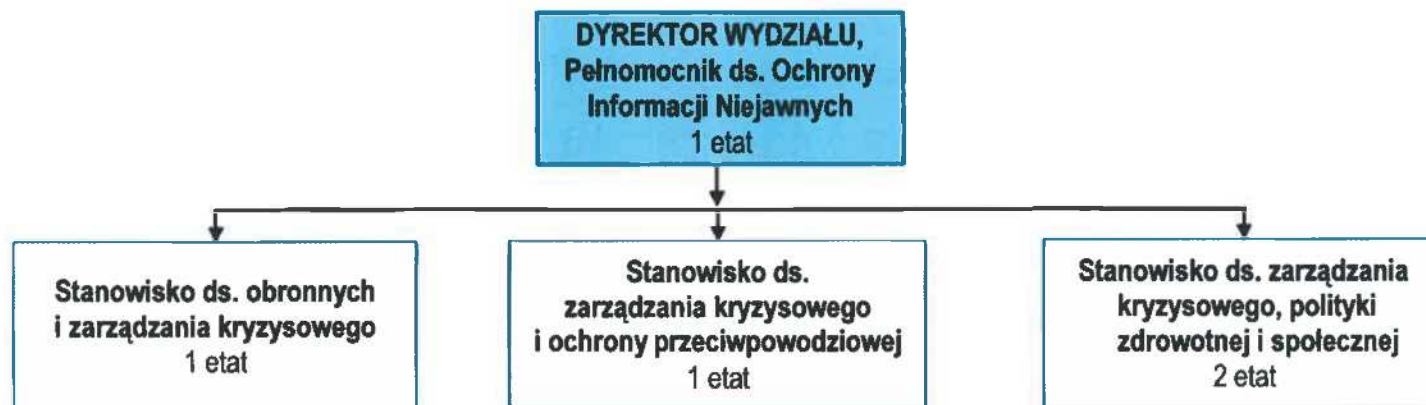 DYREKTOR WYDZIAŁU,
Pełnomocnik ds. Ochrony
Informacji Niejawnych
1 etat
Stanowisko ds. obronnych
i zarządzania kryzysowego
1 etat
Stanowisko ds.
zarządzania kryzysowego
i ochrony przeciwpowodziowej
1 etat
Stanowisko ds. zarządzania
kryzysowego, polityki
zdrowotnej i społecznej
2 etat